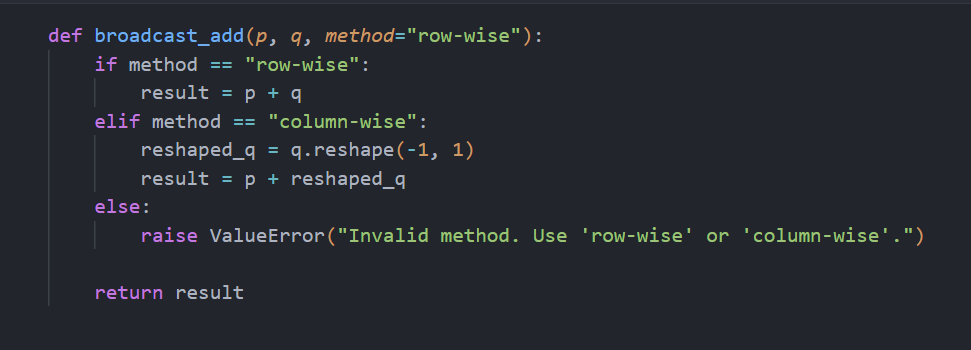 def broadcast_add(p, q, method="row-wise"):
    if method == "row-wise":
        result = p + q
    elif method == "column-wise":
        reshaped_q = q.reshape(-1, 1)
        result = p + reshaped_q
    else:
        raise ValueError("Invalid method. Use 'row-wise' or 'column-wise'.")
    return result